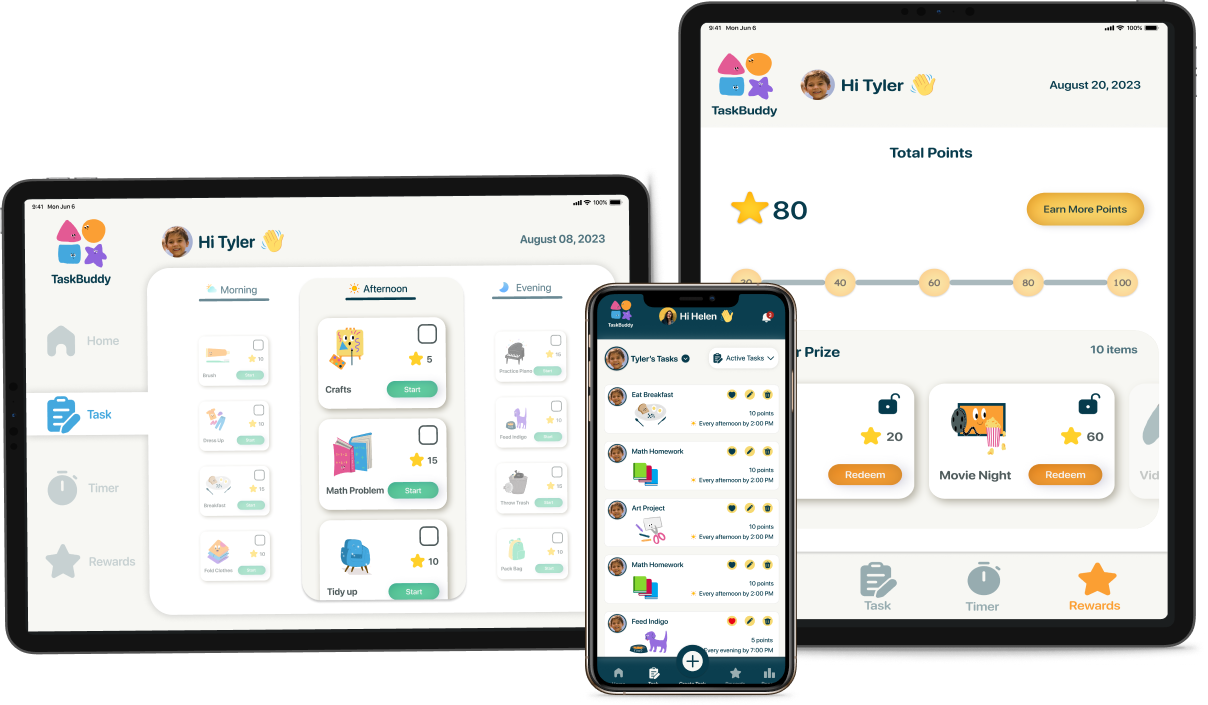 9:41 Mon Jun 6
100%
TaskBuddy
Hi Tyler
August 08, 2023
Home
Task
Timer
Rewards
Morning
10
Brush
Start
10
Dress Up
Start
15
Breakfast
Start
10
Fold Clothes
Start
Afternoon
5
Crafts
Start
15
Math Problem
Start
10
Tidy up
Start
Evening
15
Practice Piano
Start
10
Feed Indigo
Start
10
Throw Trash
Start
10
Pack Bag
Start
TaskBuddy
Hi Helen
2
Tyler's Tasks
Active Tasks
Eat Breakfast
10 points
Every afternoon by 2:00 PM
Math Homework
10 points
Every afternoon by 2:00 PM
Art Project
10 points
Every afternoon by 2:00 PM
Math Homework
10 points
Every afternoon by 2:00 PM
Feed Indigo
5 points
Every evening by 7:00 PM
Task
9:41 Mon Jun 6
100%
TaskBuddy
Hi Tyler
August 20, 2023
Total Points
80
Earn More Points
20 40 60 80 100
r Prize
10 items
20
Redeem
60
Movie Night
Redeem
Vid
Task
Timer
Rewards